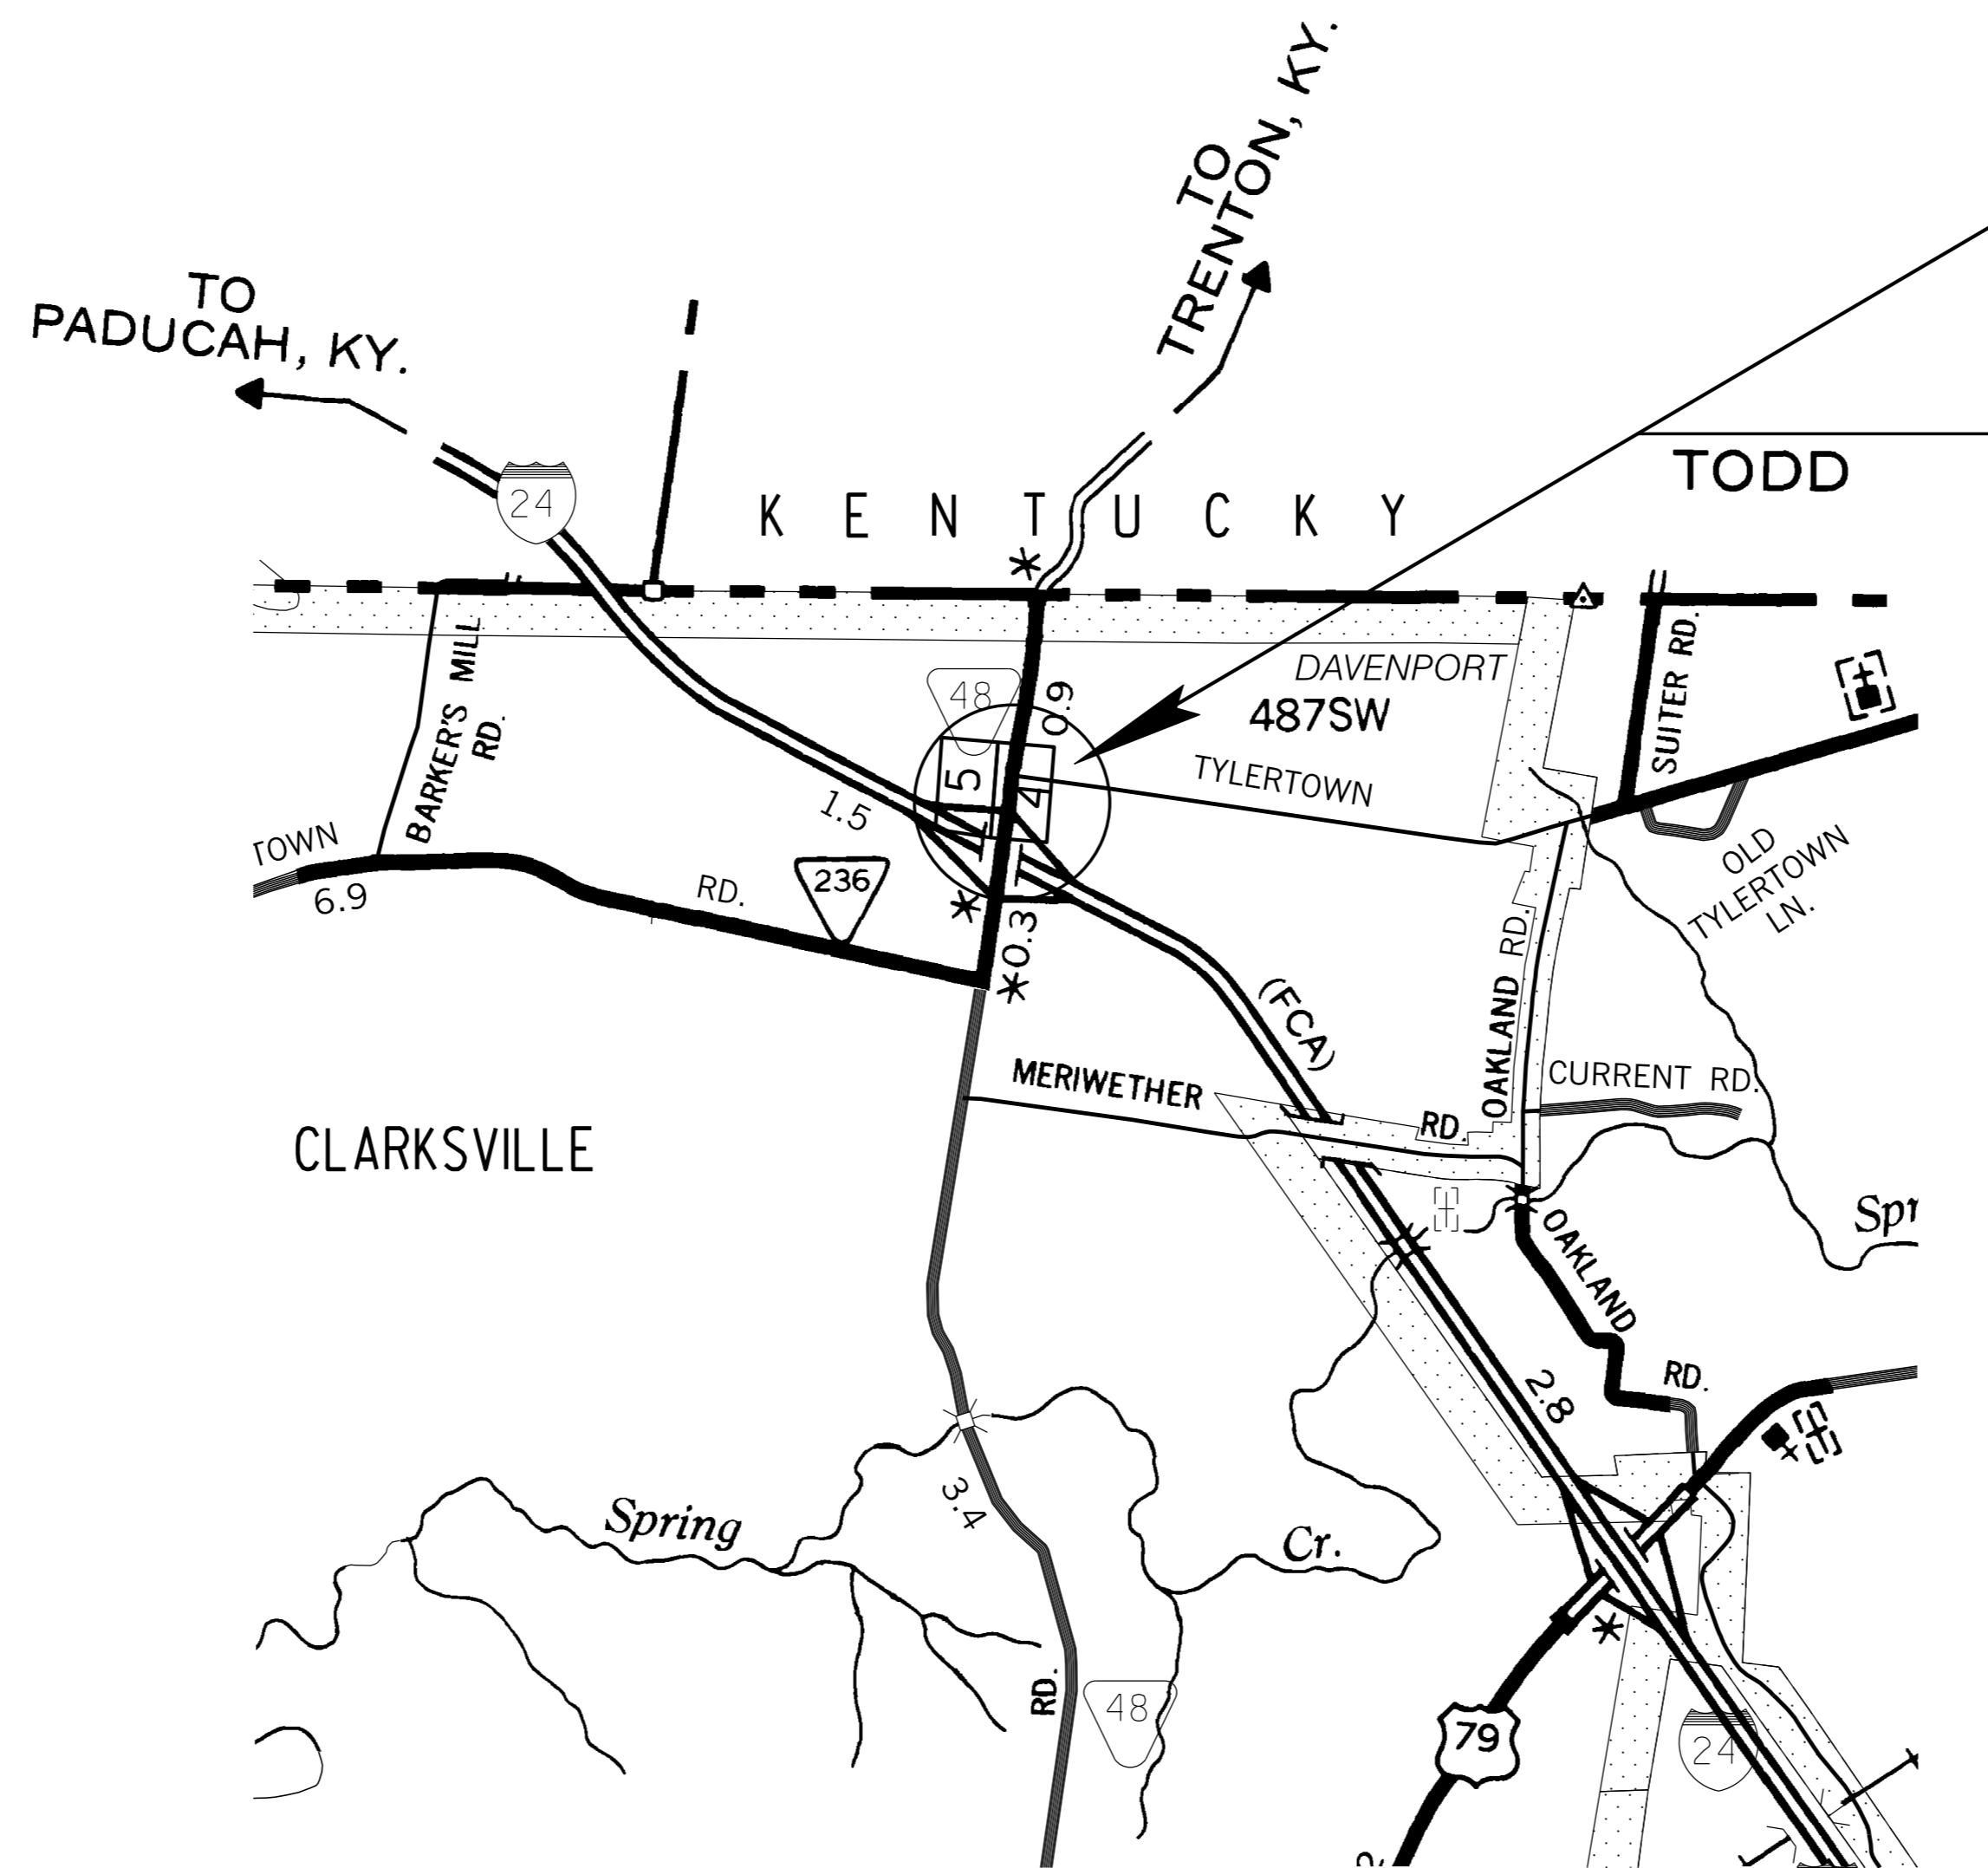 TO
TRENTON, KY.
TO
PADUCAH, KY.
24
KENTUCKY
TODD
BARKER'S MILL
RD.
48
0.9
DAVENPORT
487SW
SUITER RD.
5
4
TYLERTOWN
1.5
TOWN
6.9
RD.
236
0.3
OLD
TYLERTOWN
LN.
(FCA)
OAKLAND RD.
MERIWETHER
RD.
CURRENT RD.
CLARKSVILLE
Spr
OAKLAND
RD.
2.8
3.4
Spring
Cr.
RD.
48
79
24